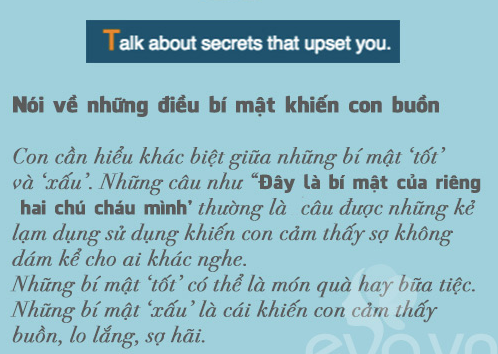 Talk about secrets that upset you.
Nói về những điều bí mật khiến con buồn
Con cần hiểu khác biệt giữa những bí mật ‘tốt’
và ‘xấu’. Những câu như “Đây là bí mật của riêng
hai chú cháu mình’ thường là câu được những kẻ
lạm dụng sử dụng khiến con cảm thấy sợ không
dám kể cho ai khác nghe.
Những bí mật ‘tốt’ có thể là món quà hay bữa tiệc.
Những bí mật ‘xấu’ là cái khiến con cảm thấy
buồn, lo lắng, sợ hãi.
eva.vn